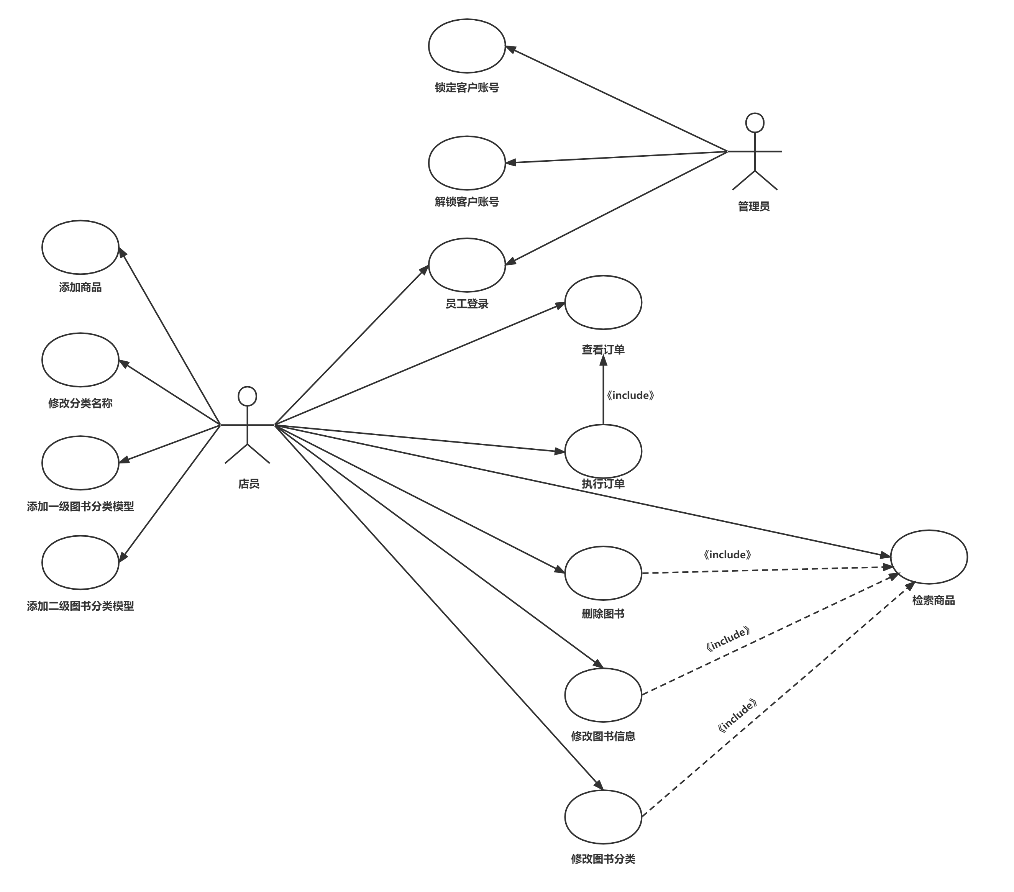 锁定客户账号
解锁客户账号
管理员
添加商品
员工登录
查看订单
修改分类名称
《include》
店员
执行订单
添加一级图书分类模型
《include》
检索商品
添加二级图书分类模型
删除图书
《include》
《include》
修改图书信息
修改图书分类